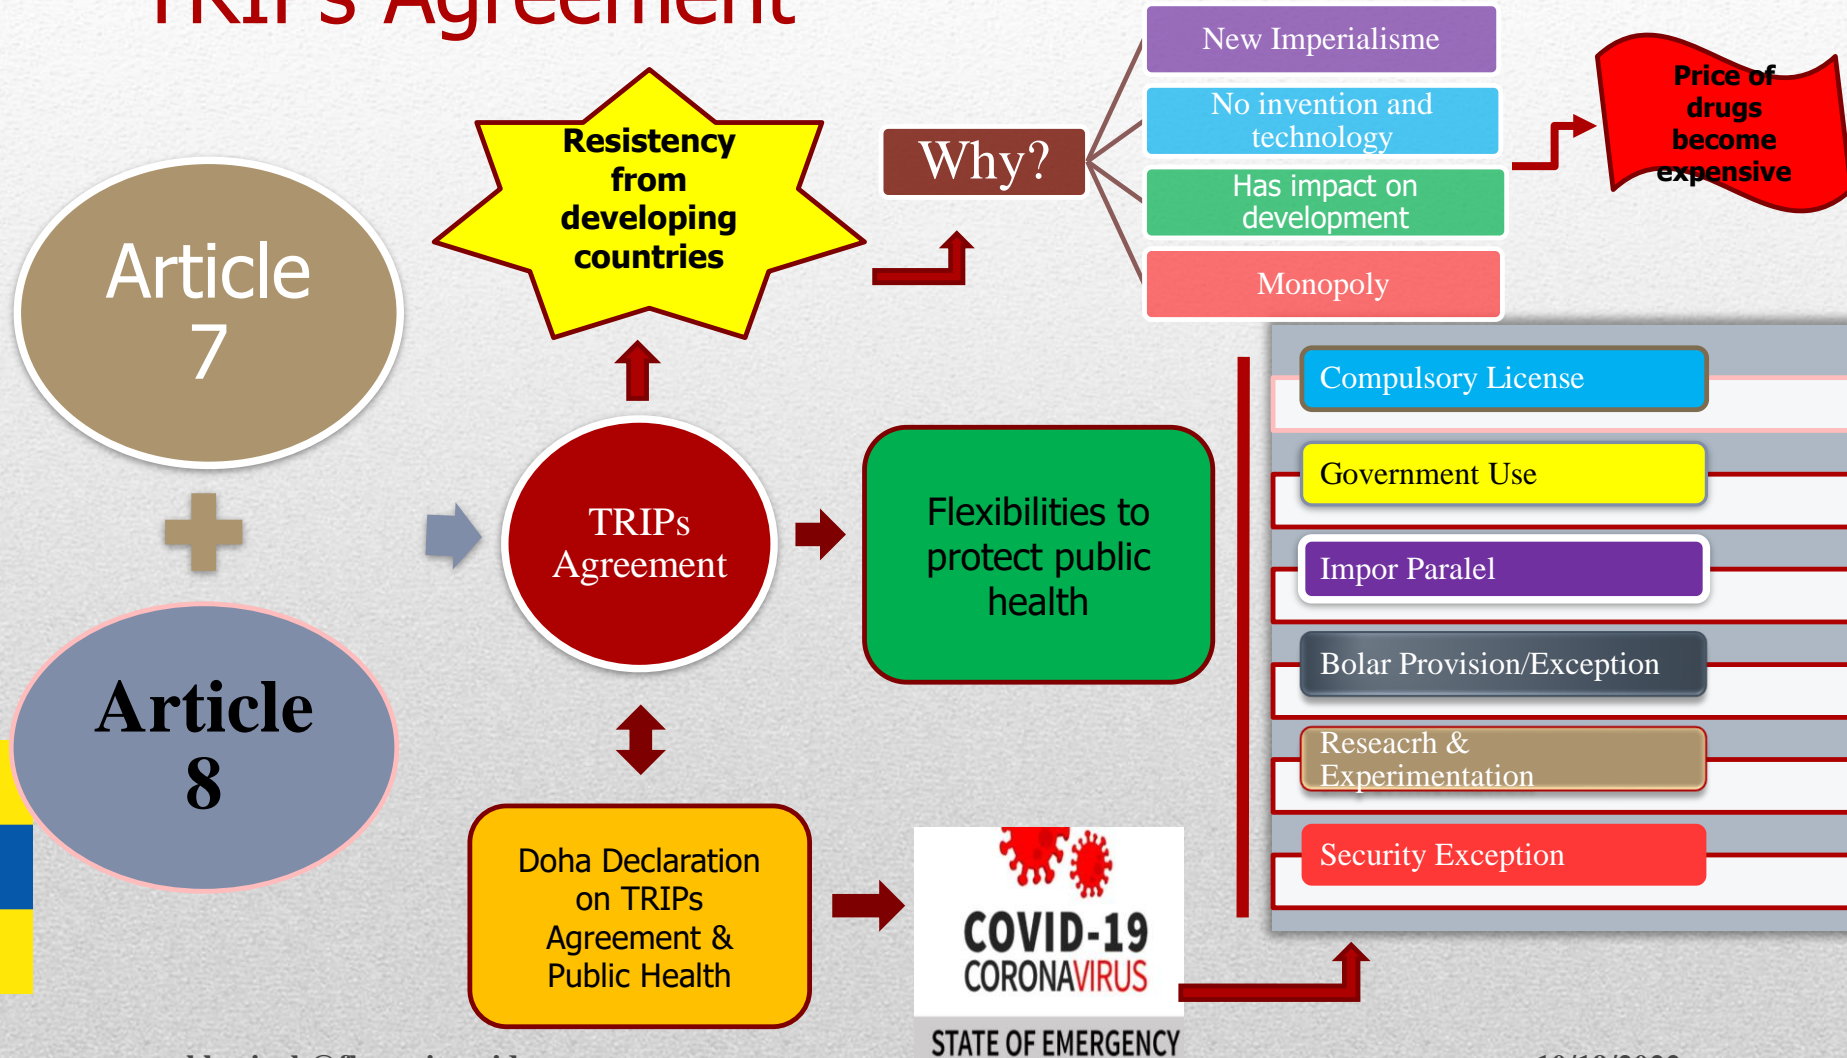 TRIPs Agreement
New Imperialisme
No invention and
technology
Has impact on
development
Monopoly
Price of
drugs
become
expensive
Why?
Resistency
from
developing
countries
Article
7
Article
8
TRIPs
Agreement
Flexibilities to
protect public
health
Compulsory License
Government Use
Impor Paralel
Bolar Provision/Exception
Reseacrh &
Experimentation
Security Exception
Doha Declaration
on TRIPs
Agreement &
Public Health
COVID-19
CORONAVIRUS
STATE OF EMERGENCY